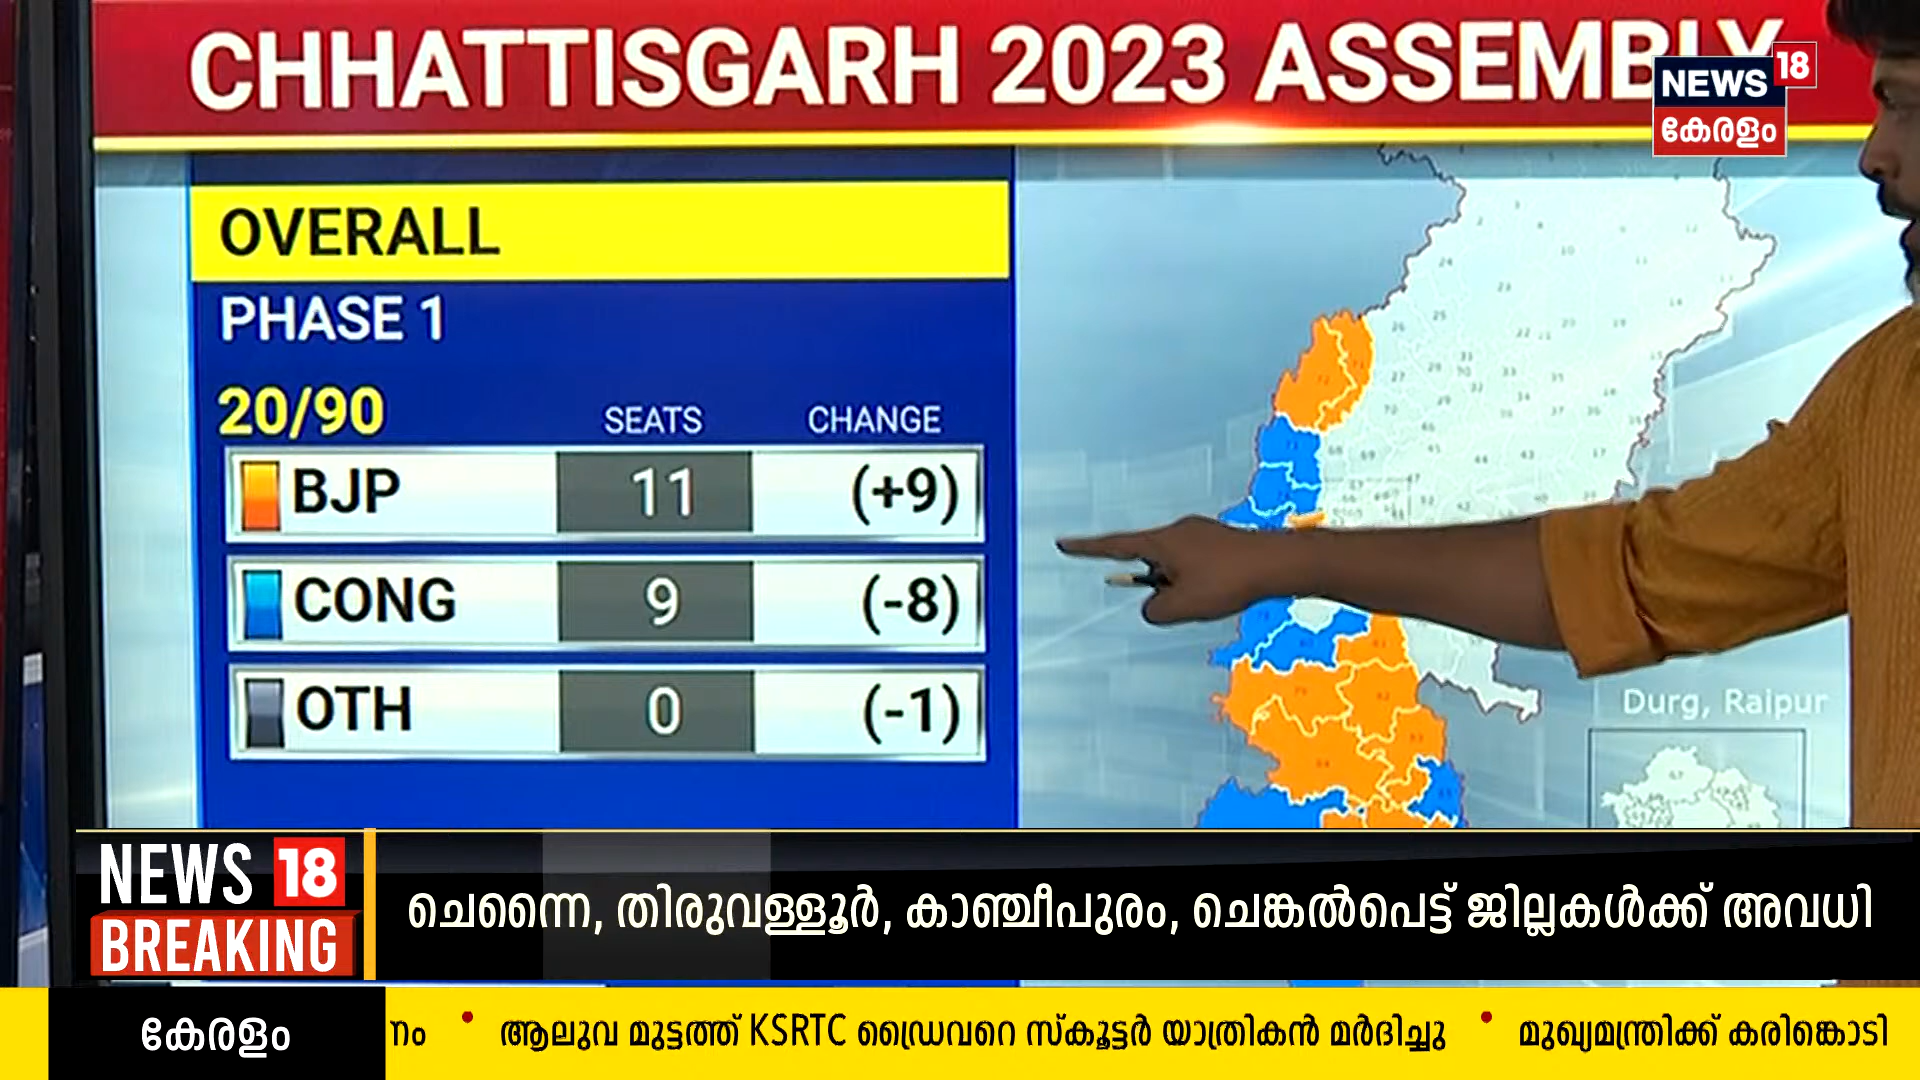 CHHATTISGARH 2023 ASSEMBLY
NEWS 18
കേരളം
OVERALL
PHASE 1
20/90 SEATS CHANGE
BJP 11 (+9)
CONG 9 (-8)
OTH 0 (-1)
Durg, Raipur
NEWS 18
BREAKING
ചെന്നൈ, തിരുവള്ളൂർ, കാഞ്ചീപുരം, ചെങ്കൽപെട്ട് ജില്ലകൾക്ക് അവധി
കേരളം
നം • ആലുവ മുട്ടത്ത് KSRTC ഡ്രൈവറെ സ്കൂട്ടർ യാത്രികൻ മർദിച്ചു • മുഖ്യമന്ത്രിക്ക് കരിങ്കൊടി